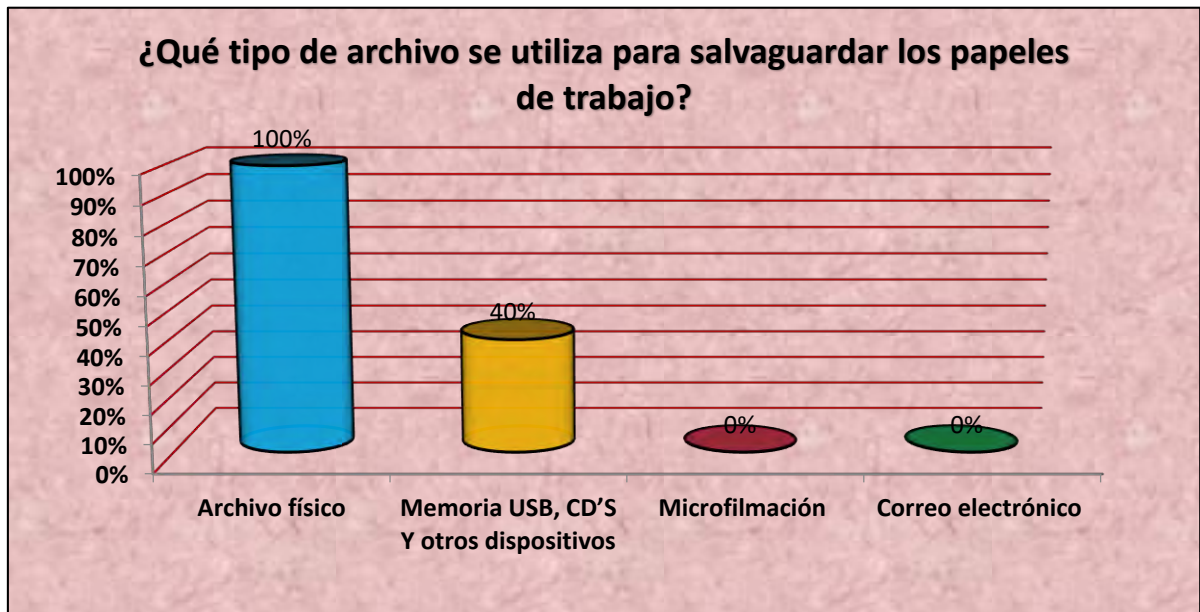 ¿Qué tipo de archivo se utiliza para salvaguardar los papeles
de trabajo?
100%
100%
90%
80%
70%
60%
50%
40%
30%
20%
10%
0%
40%
0%
0%
Archivo físico
Memoria USB, CD’S
Y otros dispositivos
Microfilmación
Correo electrónico